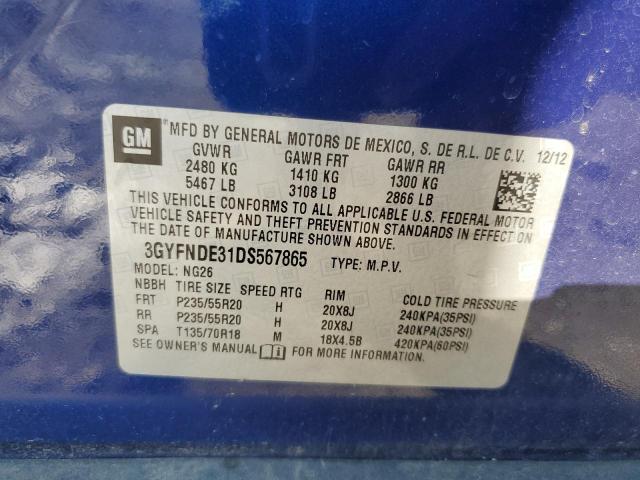 GM
®MFD BY GENERAL MOTORS DE MEXICO, S. DE R.L. DE C.V. 12/12
GVWR GAWR FRT GAWR RR
2480 KG 1410 KG 1300 KG
5467 LB 3108 LB 2866 LB
THIS VEHICLE CONFORMS TO ALL APPLICABLE U.S. FEDERAL MOTOR
VEHICLE SAFETY AND THEFT PREVENTION STANDARDS IN EFFECT ON
THE DATE OF MANUFACTURE SHOWN ABOVE.
3GYFNDE31DS567865 TYPE: M.P.V.
MODEL: NG26
NBBH TIRE SIZE SPEED RTG RIM COLD TIRE PRESSURE
FRT P235/55R20 H 20X8J 240KPA(35PSI)
RR P235/55R20 H 20X8J 240KPA(35PSI)
SPA T135/70R18 M 18X4.5B 420KPA(60PSI)
SEE OWNER'S MANUAL FOR MORE INFORMATION.